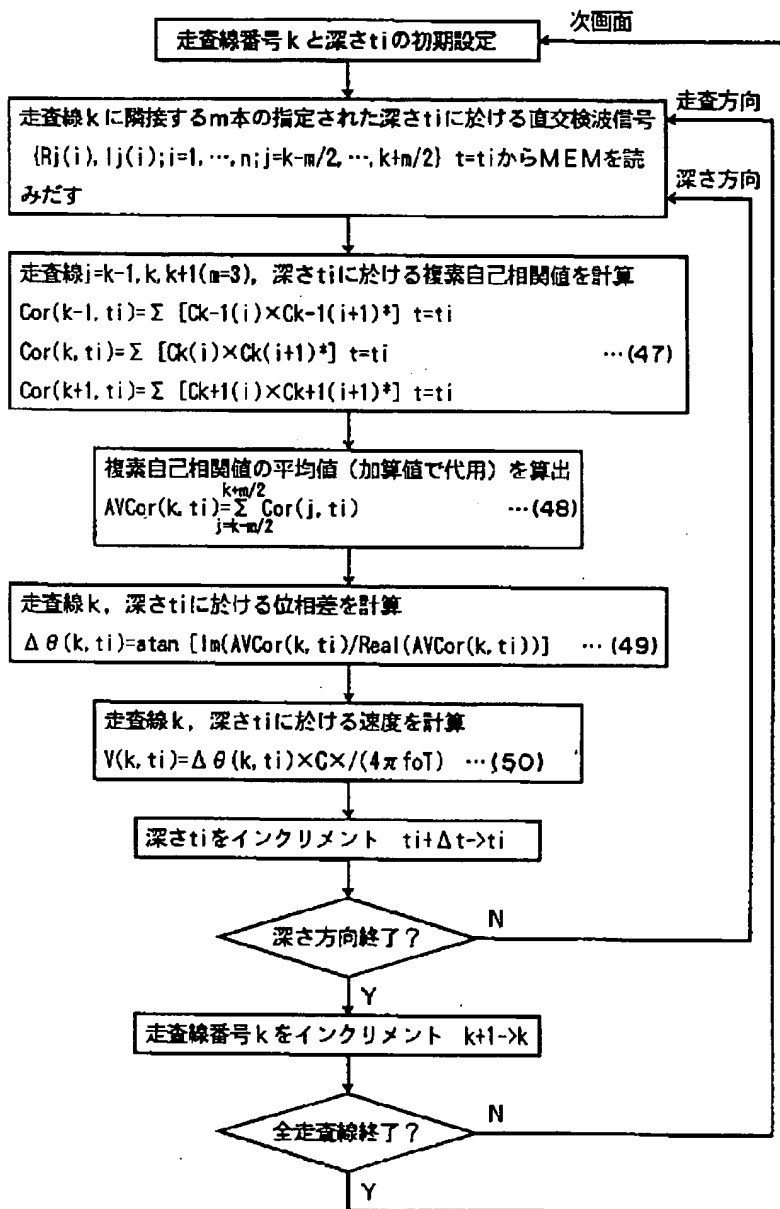 次画面
走査線番号kと深さtiの初期設定
走査方向
走査線kに隣接するm本の指定された深さtiに於ける直交検波信号
{Rj(i),Ij(i);i=1,…,n;j=k-m/2,…,k+m/2} t=tiからMEMを読
みだす
深さ方向
走査線j=k-1,k,k+1(m=3),深さtiに於ける複素自己相関値を計算
Cor(k-1,ti)=Σ [Ck-1(i)×Ck-1(i+1)*] t=ti
Cor(k,ti)=Σ [Ck(i)×Ck(i+1)*] t=ti …(47)
Cor(k+1,ti)=Σ [Ck+1(i)×Ck+1(i+1)*] t=ti
複素自己相関値の平均値(加算値で代用)を算出
k+m/2
AVCor(k,ti)=Σ Cor(j,ti) …(48)
j=k-m/2
走査線k,深さtiに於ける位相差を計算
Δθ(k,ti)=atan [Im(AVCor(k,ti)/Real(AVCor(k,ti))] …(49)
走査線k,深さtiに於ける速度を計算
V(k,ti)=Δθ(k,ti)×C×/(4πfoT) …(50)
深さtiをインクリメント ti+Δt->ti
深さ方向終了?
N
Y
走査線番号kをインクリメント k+1->k
全走査線終了?
N
Y